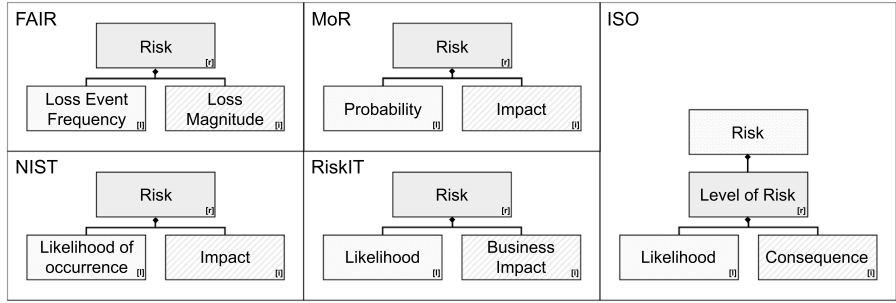 FAIR
Risk
[r]
Loss Event
Frequency
[l]
Loss
Magnitude
[i]
MoR
Risk
[r]
Probability
[l]
Impact
[i]
ISO
Risk
Level of Risk
[r]
Likelihood
[l]
Consequence
[i]
NIST
Risk
[r]
Likelihood of
occurrence
[l]
Impact
[i]
RiskIT
Risk
[r]
Likelihood
[l]
Business
Impact
[i]